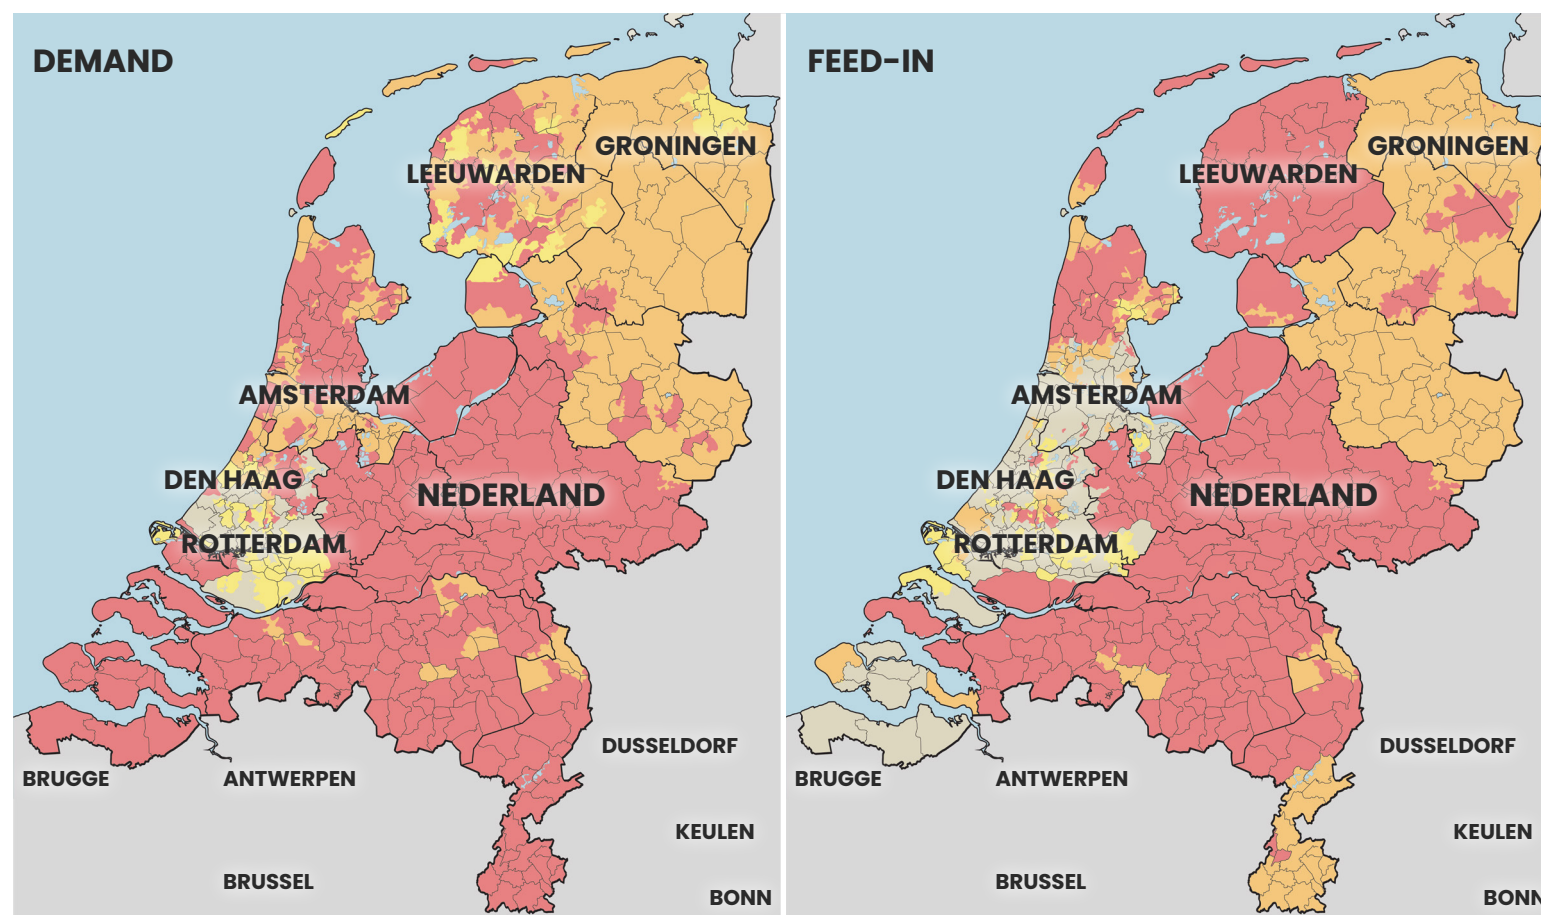 DEMAND
GRONINGEN
LEEUWARDEN
AMSTERDAM
DEN HAAG
NEDERLAND
ROTTERDAM
DUSSELDORF
BRUGGE
ANTWERPEN
KEULEN
BRUSSEL
BONN
FEED-IN
GRONINGEN
LEEUWARDEN
AMSTERDAM
DEN HAAG
NEDERLAND
ROTTERDAM
DUSSELDORF
BRUGGE
ANTWERPEN
KEULEN
BRUSSEL
BONN